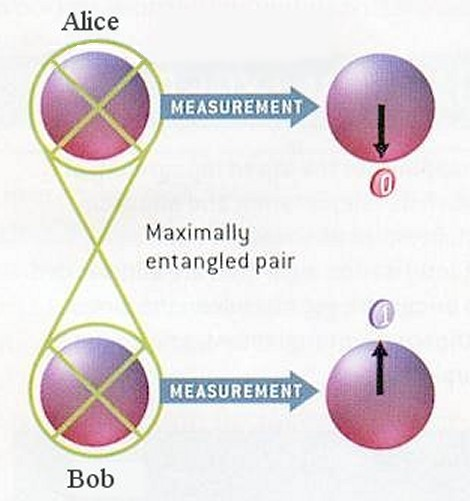 Alice
MEASUREMENT
0
Maximally
entangled pair
1
MEASUREMENT
Bob